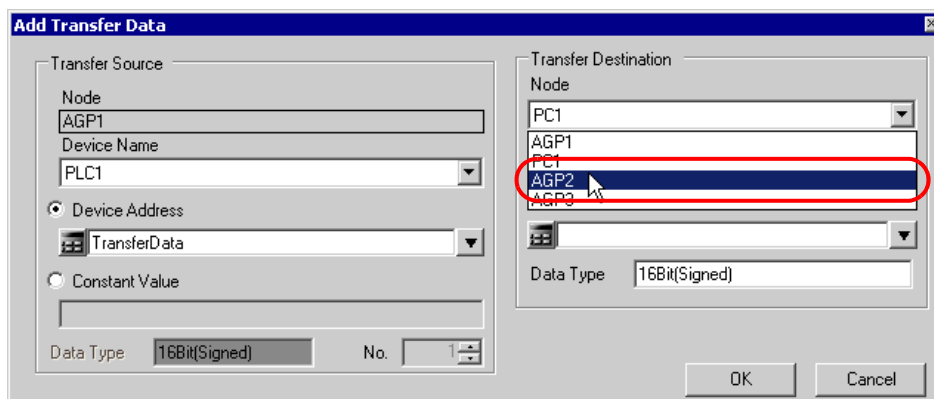 Add Transfer Data
Transfer Source
Node
AGP1
Device Name
PLC1
Device Address
TransferData
Constant Value
Data Type 16Bit(Signed) No. 1
Transfer Destination
Node
PC1
AGP1
PC1
AGP2
AGP3
Data Type 16Bit(Signed)
OK Cancel